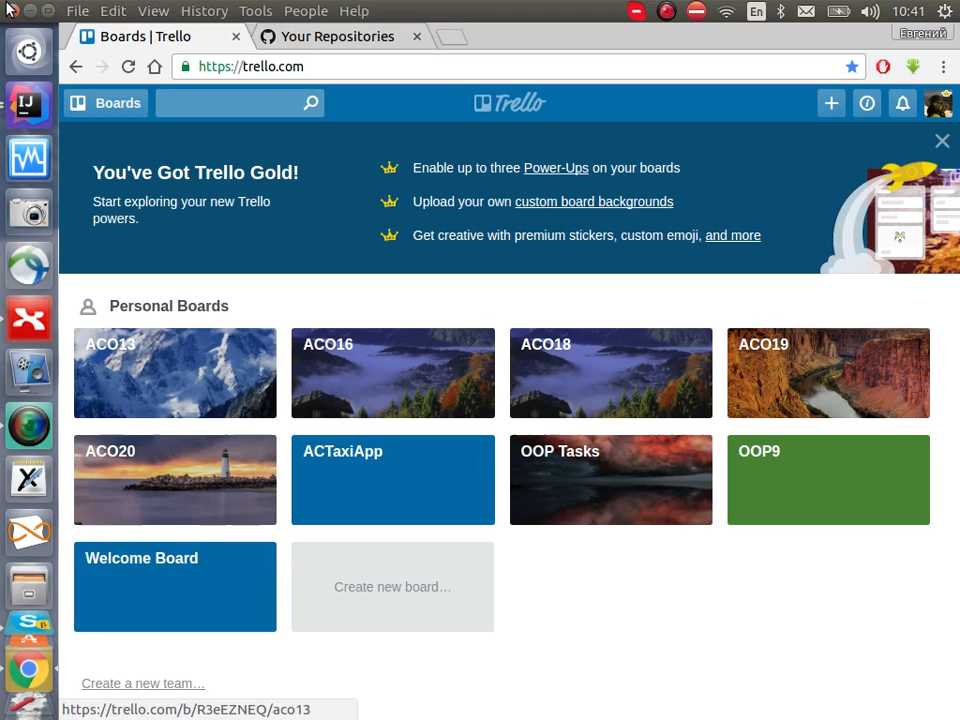 File Edit View History Tools People Help En 10:41
Boards | Trello Your Repositories Евгений
https://trello.com
Boards Trello
You've Got Trello Gold!
Start exploring your new Trello
powers.
Enable up to three Power-Ups on your boards
Upload your own custom board backgrounds
Get creative with premium stickers, custom emoji, and more
Personal Boards
ACO13 ACO16 ACO18 ACO19
ACO20 ACTaxiApp OOP Tasks OOP9
Welcome Board
Create new board…
Create a new team…
https://trello.com/b/R3eEZNEQ/aco13